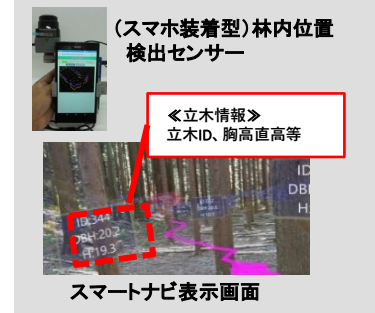 (スマホ装着型)林内位置
検出センサー
≪立木情報≫
立木ID、胸高直高等
ID:344
DBH:20.2
H:19.3
ID
DB
H
スマートナビ表示画面